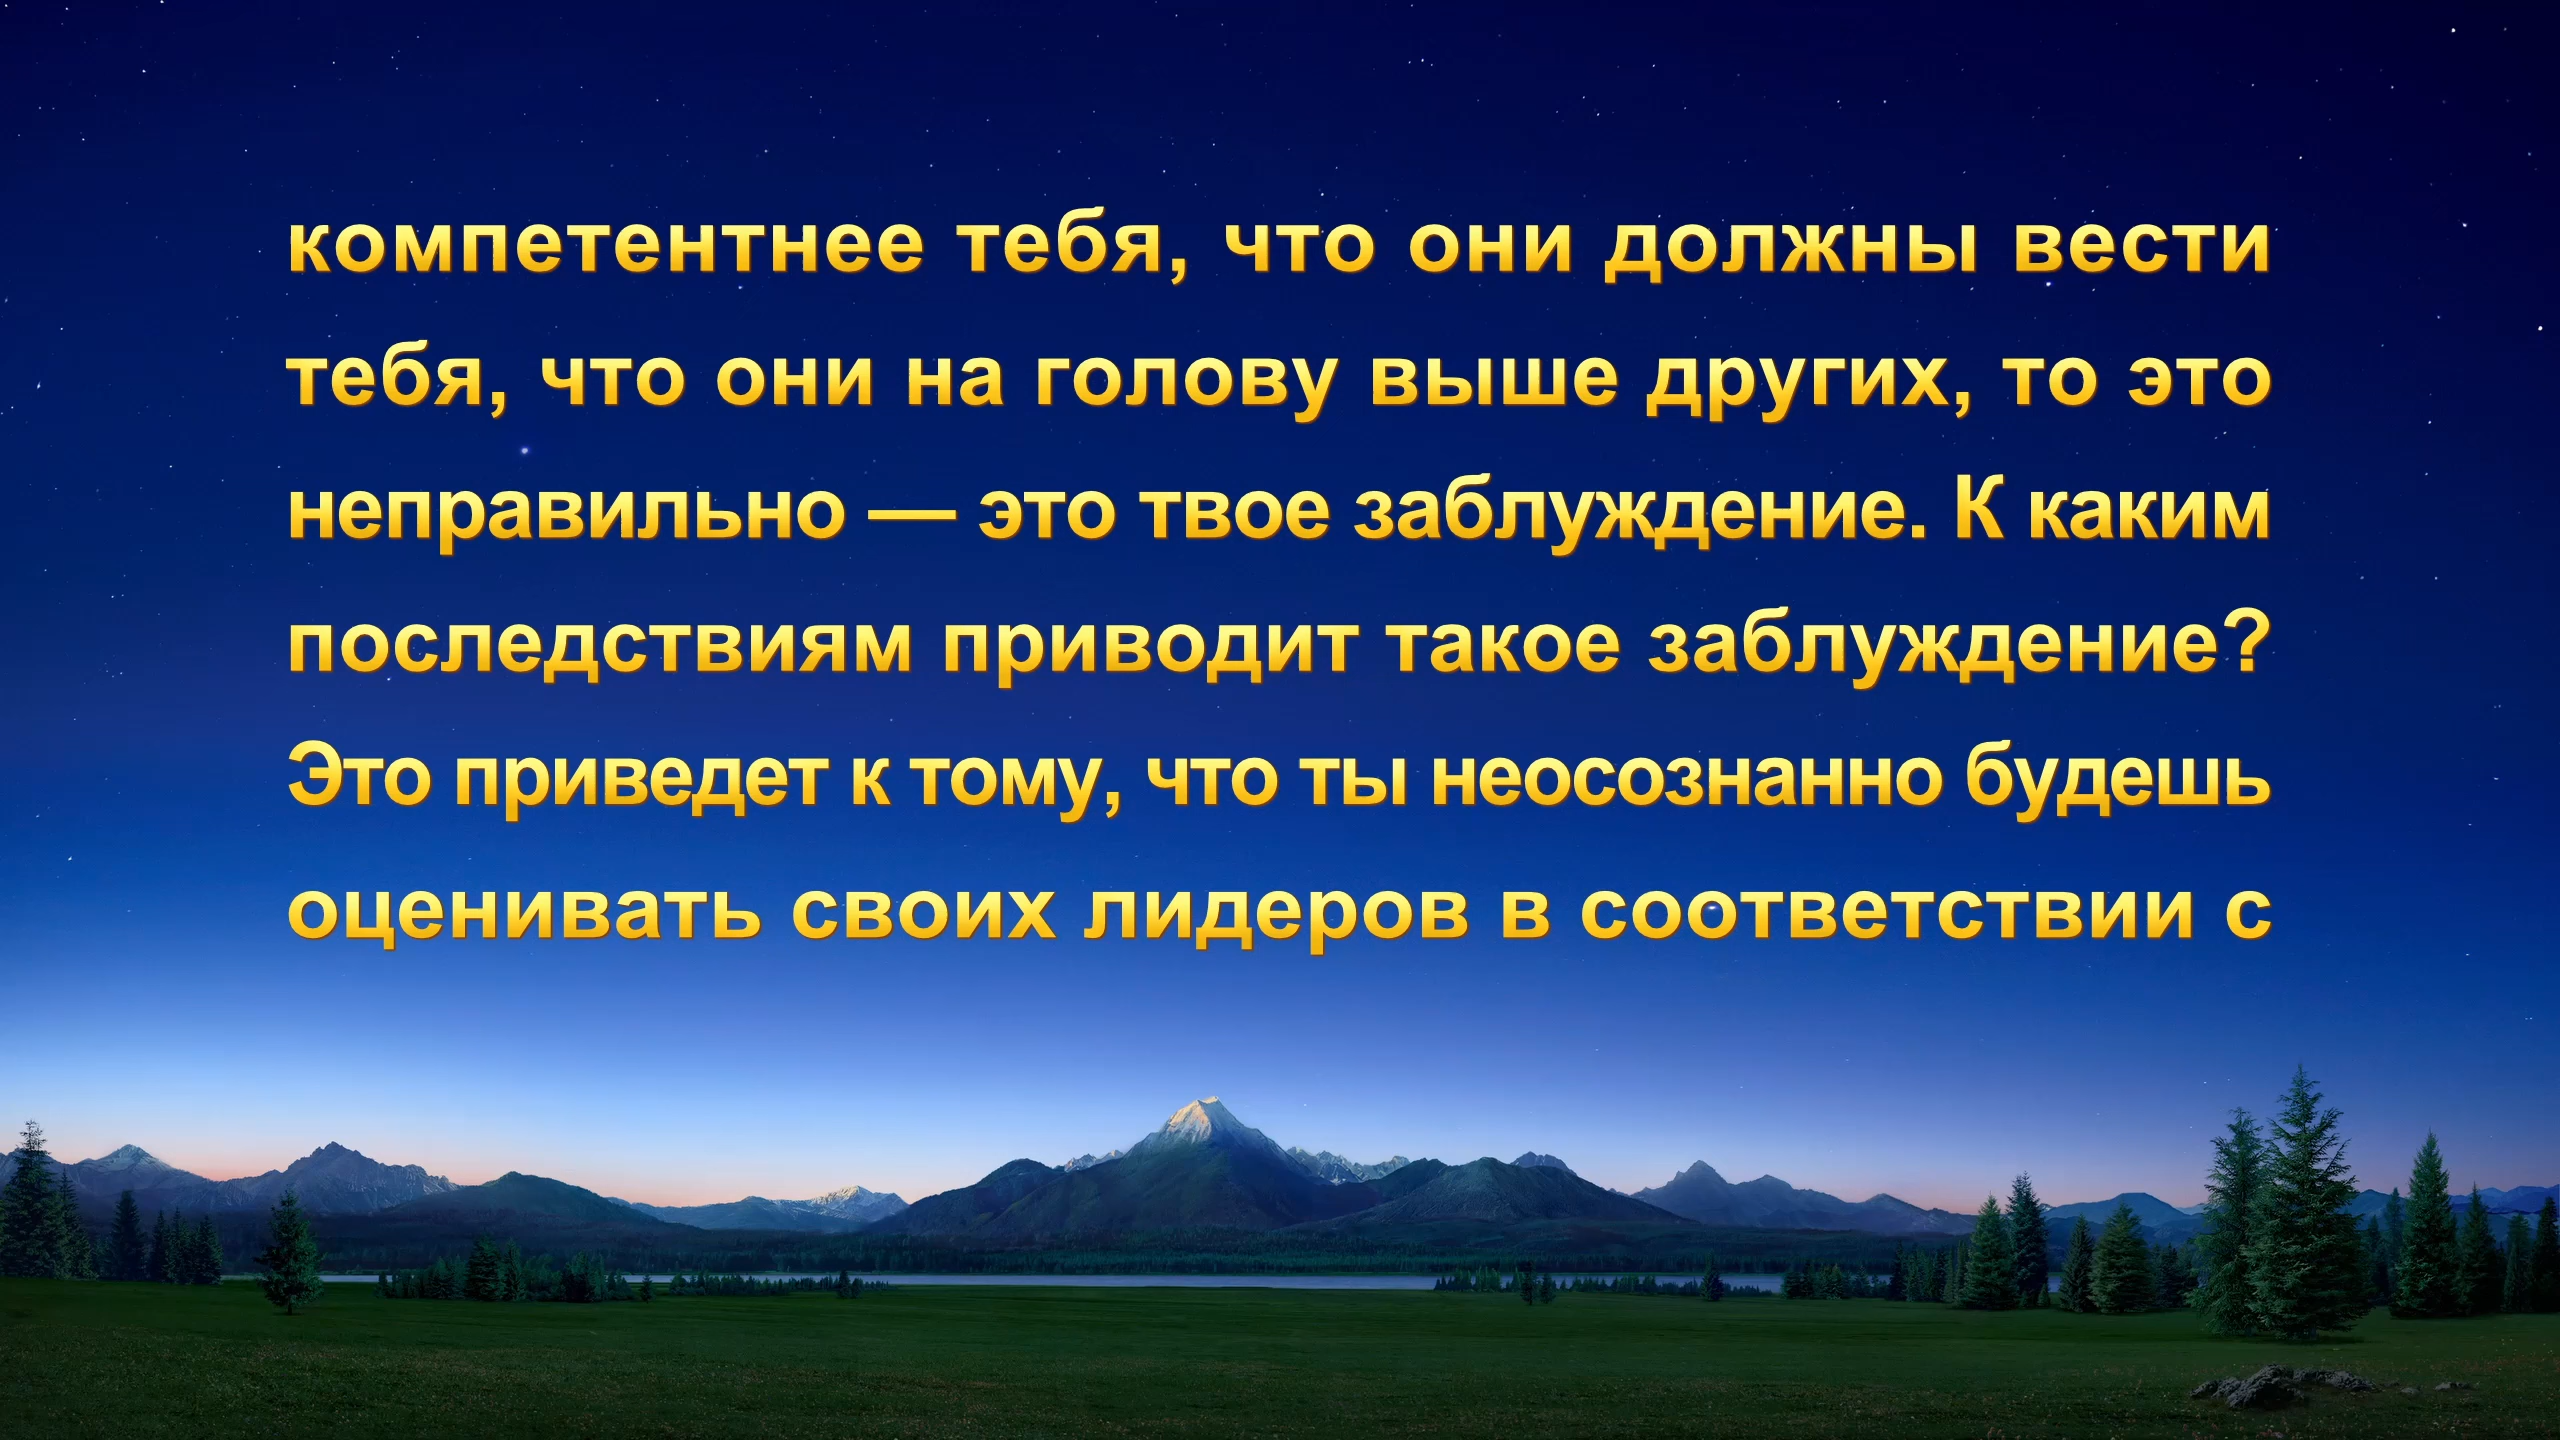 компетентнее тебя, что они должны вести
тебя, что они на голову выше других, то это
неправильно — это твое заблуждение. К каким
последствиям приводит такое заблуждение?
Это приведет к тому, что ты неосознанно будешь
оценивать своих лидеров в соответствии с